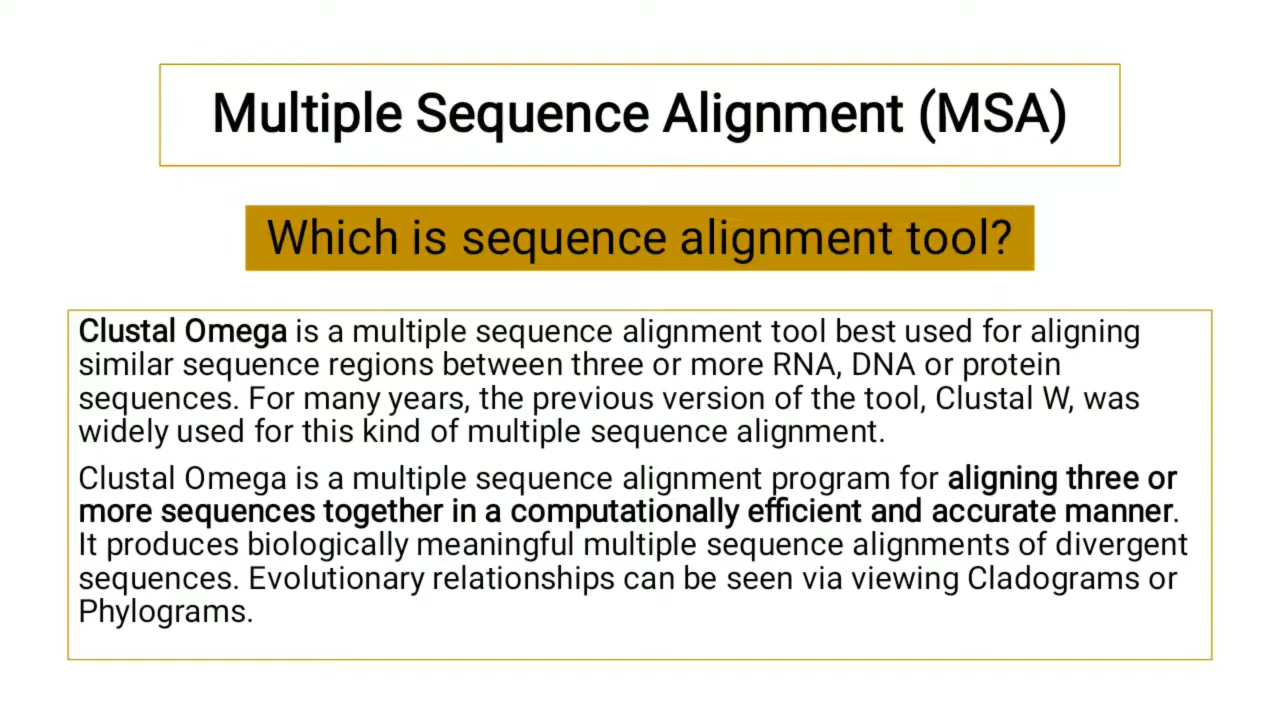 Multiple Sequence Alignment (MSA)
Which is sequence alignment tool?
Clustal Omega is a multiple sequence alignment tool best used for aligning
similar sequence regions between three or more RNA, DNA or protein
sequences. For many years, the previous version of the tool, Clustal W, was
widely used for this kind of multiple sequence alignment.
Clustal Omega is a multiple sequence alignment program for aligning three or
more sequences together in a computationally efficient and accurate manner.
It produces biologically meaningful multiple sequence alignments of divergent
sequences. Evolutionary relationships can be seen via viewing Cladograms or
Phylograms.